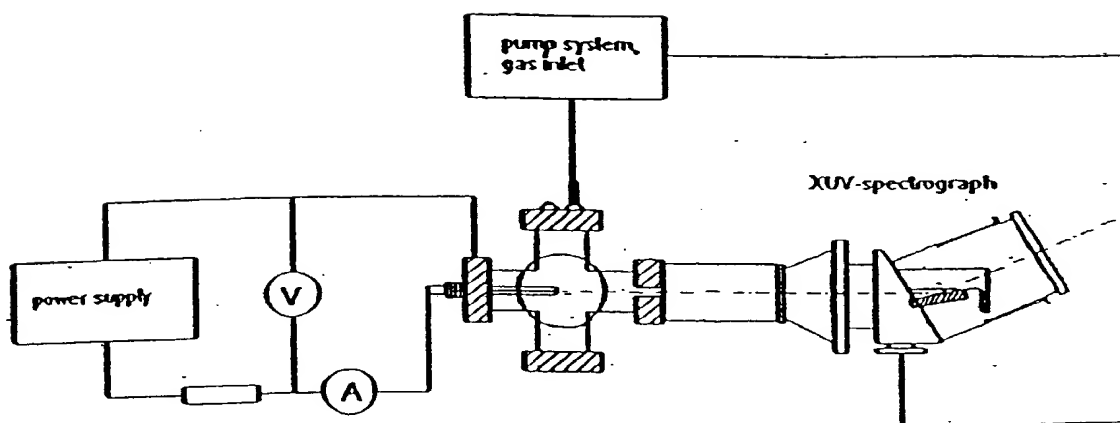 pump system,
gas inlet
XUV-spectrograph
power supply
V
A